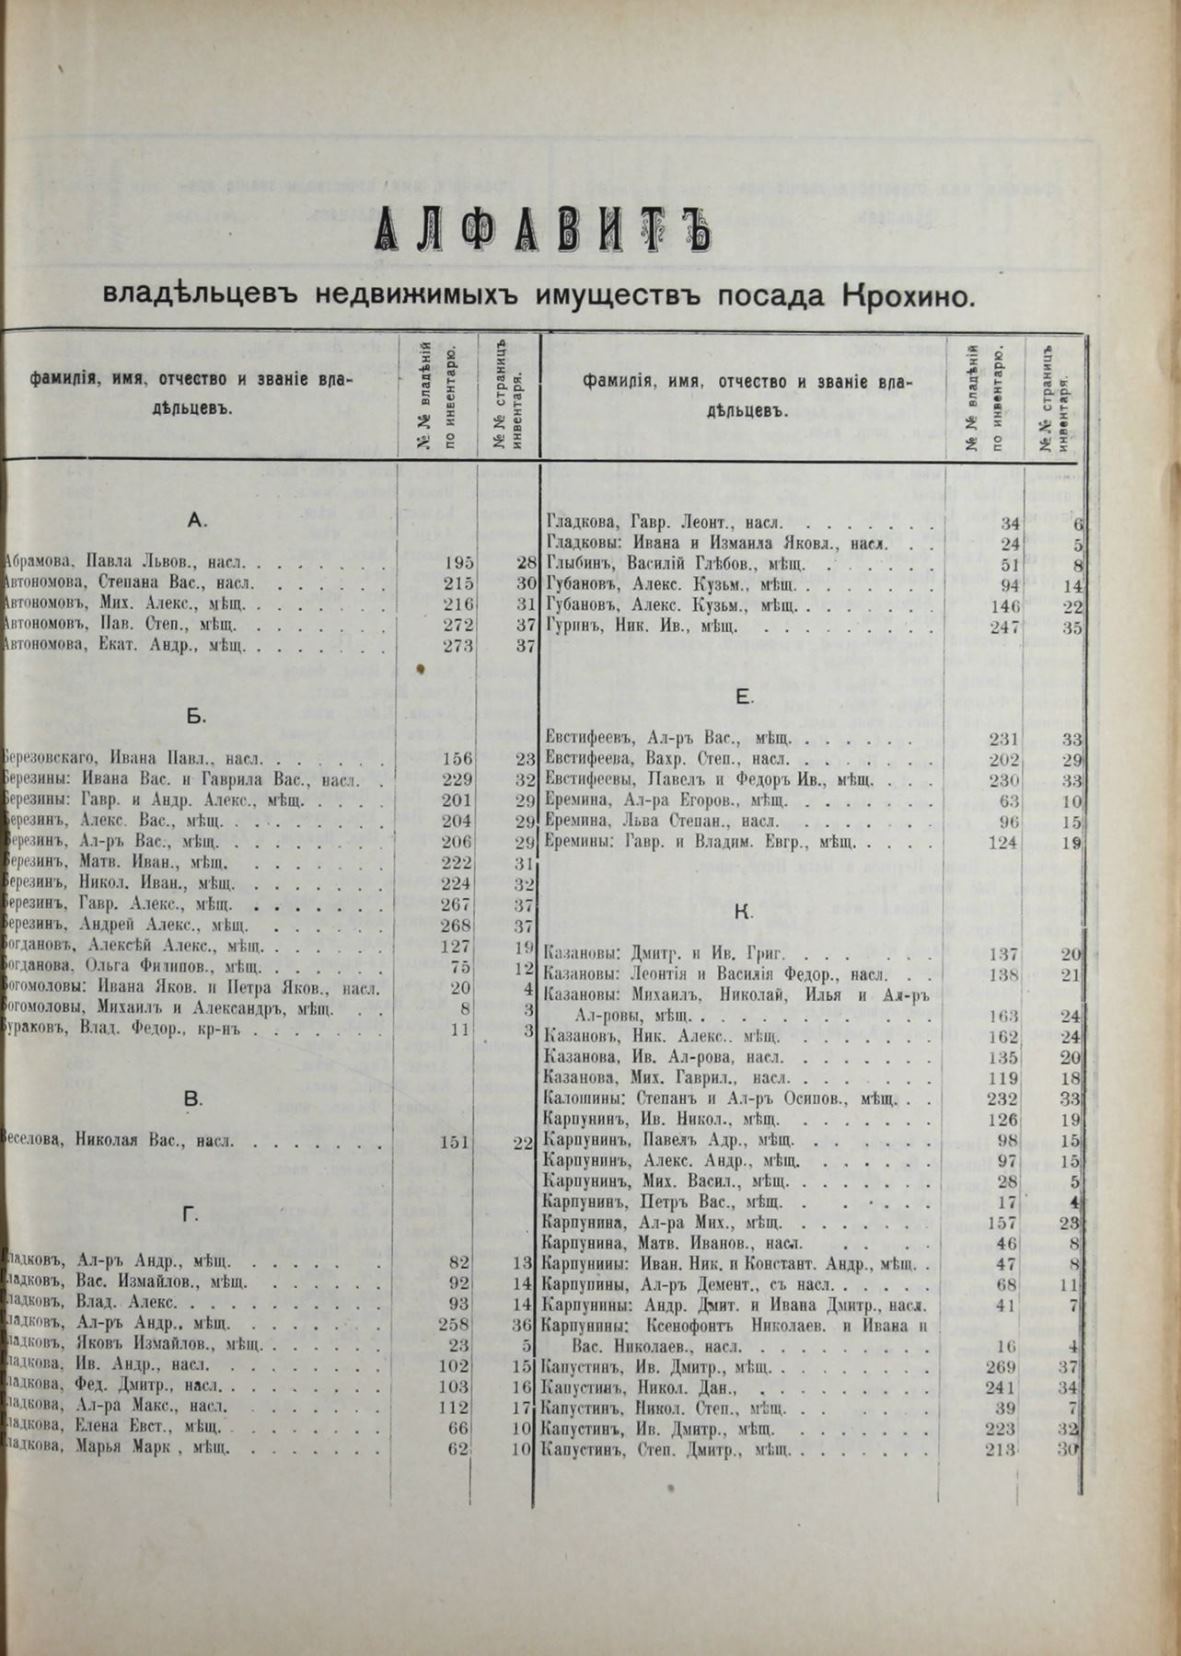 АЛФАВИТЪ
владѣльцевъ недвижимыхъ имуществъ посада Крохино.
фамилія, имя, отчество и званіе вла-
дѣльцевъ.
№№ владѣній
по инвентарю.
№№ страницъ
инвентаря.
А.
Абрамова, Павла Львов., насл. 195 28
Автономова, Степана Вас., насл. 215 30
Автономовъ, Мих. Алекс., мѣщ. 216 31
Автономовъ, Пав. Степ., мѣщ. 272 37
Автономова, Екат. Андр., мѣщ. 273 37
Б.
Березовскаго, Ивана Павл., насл. 156 23
Березины: Ивана Вас. и Гаврила Вас., насл. 229 32
Березины: Гавр. и Андр. Алекс., мѣщ. 201 29
Березинъ, Алекс. Вас., мѣщ. 204 29
Березинъ, Ал-ръ Вас., мѣщ. 206 29
Березинъ, Матв. Иван., мѣщ. 222 31
Березинъ, Никол. Иван., мѣщ. 224 32
Березинъ, Гавр. Алекс., мѣщ. 267 37
Березинъ, Андрей Алекс., мѣщ. 268 37
Богдановъ, Алексѣй Алекс., мѣщ. 127 19
Богданова, Ольга Филипов., мѣщ. 75 12
Богомоловы: Ивана Яков. и Петра Яков., насл. 20 4
Богомоловы, Михаилъ и Александръ, мѣщ. 8 3
Бураковъ, Влад. Федор., кр-нъ 11 3
В.
Веселова, Николая Вас., насл. 151 22
Г.
Гладковъ, Ал-ръ Андр., мѣщ. 82 13
Гладковъ, Вас. Измайлов., мѣщ. 92 14
Гладковъ, Влад. Алекс. 93 14
Гладковъ, Ал-ръ Андр., мѣщ. 258 36
Гладковъ, Яковъ Измайлов., мѣщ. 23 5
Гладкова, Ив. Андр., насл. 102 15
Гладкова, Фед. Дмитр., насл. 103 16
Гладкова, Ал-ра Макс., насл. 112 17
Гладкова, Елена Евст., мѣщ. 66 10
Гладкова, Марья Марк., мѣщ. 62 10
фамилія, имя, отчество и званіе вла-
дѣльцевъ.
№№ владѣній
по инвентарю.
№№ страницъ
инвентаря.
Гладкова, Гавр. Леонт., насл. 34 6
Гладковы: Ивана и Измаила Яковл., насл. 24 5
Глыбинъ, Василій Глѣбов., мѣщ. 51 8
Губановъ, Алекс. Кузьм., мѣщ. 94 14
Губановъ, Алекс. Кузьм., мѣщ. 146 22
Гуринъ, Ник. Ив., мѣщ. 247 35
Е.
Евстифеевъ, Ал-ръ Вас., мѣщ. 231 33
Евстифеева, Вахр. Степ., насл. 202 29
Евстифеевы, Павелъ и Федоръ Ив., мѣщ. 230 33
Еремина, Ал-ра Егоров., мѣщ. 63 10
Еремина, Льва Степан., насл. 96 15
Еремины: Гавр. и Владим. Евгр., мѣщ. 124 19
К.
Казановы: Дмитр. и Ив. Григ. 137 20
Казановы: Леонтія и Василія Федор., насл. 138 21
Казановы: Михаилъ, Николай, Илья и Ал-ръ
Ал-ровы, мѣщ. 163 24
Казановъ, Ник. Алекс., мѣщ. 162 24
Казанова, Ив. Ал-рова, насл. 135 20
Казанова, Мих. Гаврил., насл. 119 18
Калошины: Степанъ и Ал-ръ Осипов., мѣщ. 232 33
Карпунинъ, Ив. Никол., мѣщ. 126 19
Карпунинъ, Павелъ Адр., мѣщ. 98 15
Карпунинъ, Алекс. Андр., мѣщ. 97 15
Карпунинъ, Мих. Васил., мѣщ. 28 5
Карпунинъ, Петръ Вас., мѣщ. 17 4
Карпунина, Ал-ра Мих., мѣщ. 157 23
Карпунина, Матв. Иванов., насл. 46 8
Карпунины: Иван. Ник. и Констант. Андр., мѣщ. 47 8
Карпунины, Ал-ръ Демент., съ насл. 68 11
Карпунины: Андр. Дмит. и Ивана Дмитр., насл. 41 7
Карпунины: Ксенофонтъ Николаев. и Ивана и
Вас. Николаев., насл. 16 4
Капустинъ, Ив. Дмитр., мѣщ. 269 37
Капустинъ, Никол. Дан., 241 34
Капустинъ, Никол. Степ., мѣщ. 39 7
Капустинъ, Ив. Дмитр., мѣщ. 223 32
Капустинъ, Степ. Дмитр., мѣщ. 213 30